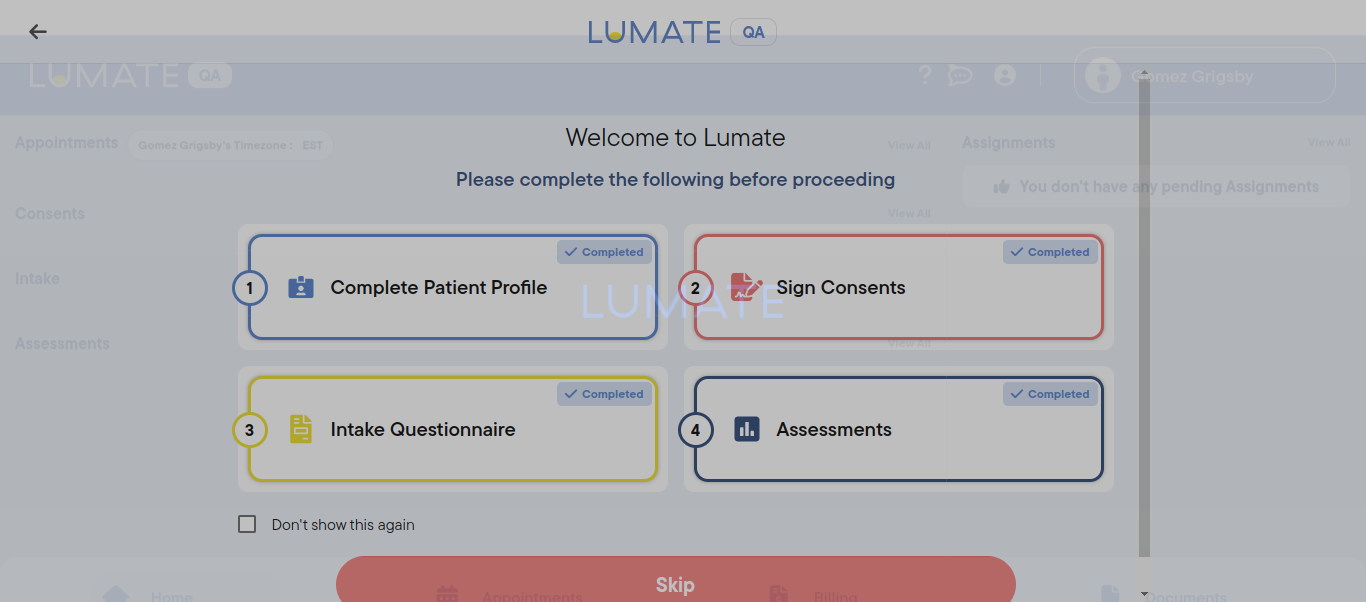 LUMATE QA
LUMATE QA
Gomez Grigsby
Appointments
Gomez Grigsby's Timezone : EST
View All
Assignments
View All
Welcome to Lumate
Please complete the following before proceeding
You don't have any pending Assignments
Consents
View All
Completed
Completed
1
Complete Patient Profile
2
Sign Consents
Intake
LUMATE
Assessments
View All
Completed
Completed
3
Intake Questionnaire
4
Assessments
Don't show this again
Skip
Home
Appointments
Billing
Documents